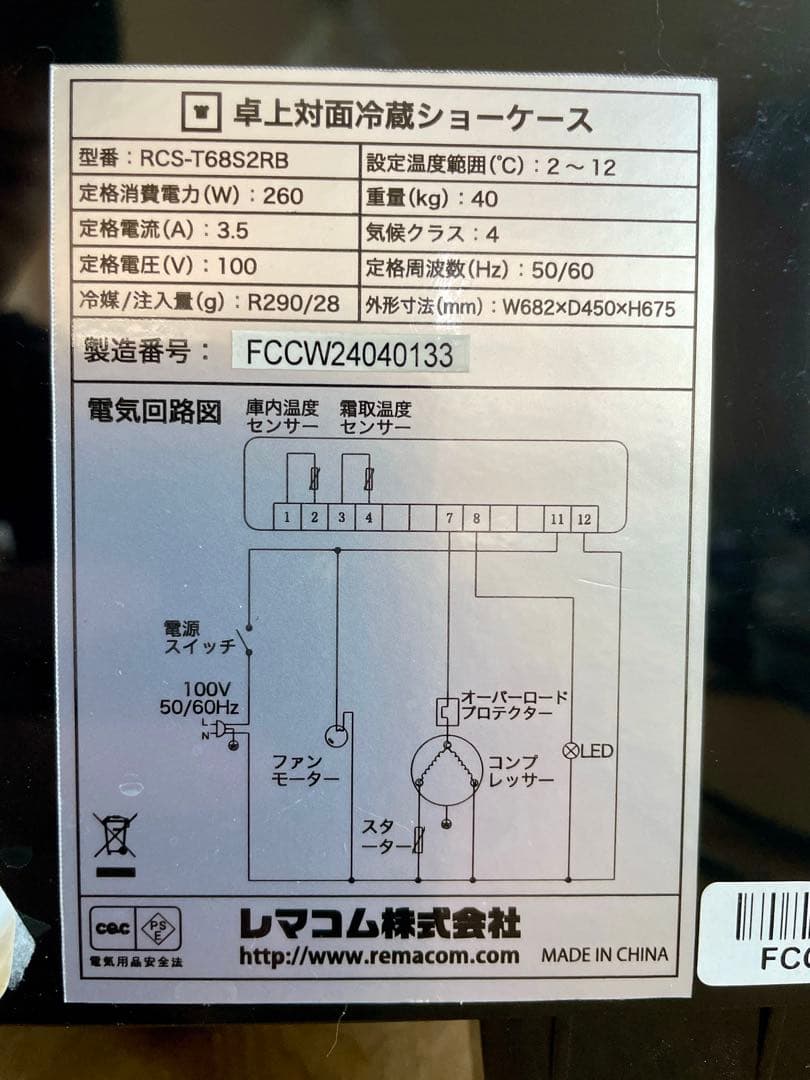 卓上対面冷蔵ショーケース
型番：RCS-T68S2RB
設定温度範囲(℃)：2～12
定格消費電力(W)：260
重量(kg)：40
定格電流(A)：3.5
気候クラス：4
定格電圧(V)：100
定格周波数(Hz)：50/60
冷媒/注入量(g)：R290/28
外形寸法(mm)：W682×D450×H675
製造番号： FCCW24040133
電気回路図
庫内温度
センサー
霜取温度
センサー
1 2 3 4 7 8 11 12
電源
スイッチ
100V
50/60Hz
L
N
オーバーロード
プロテクター
ファン
モーター
コンプ
レッサー
LED
スタ
ーター
PS
E
電気用品安全法
レマコム株式会社
http://www.remacom.com
MADE IN CHINA